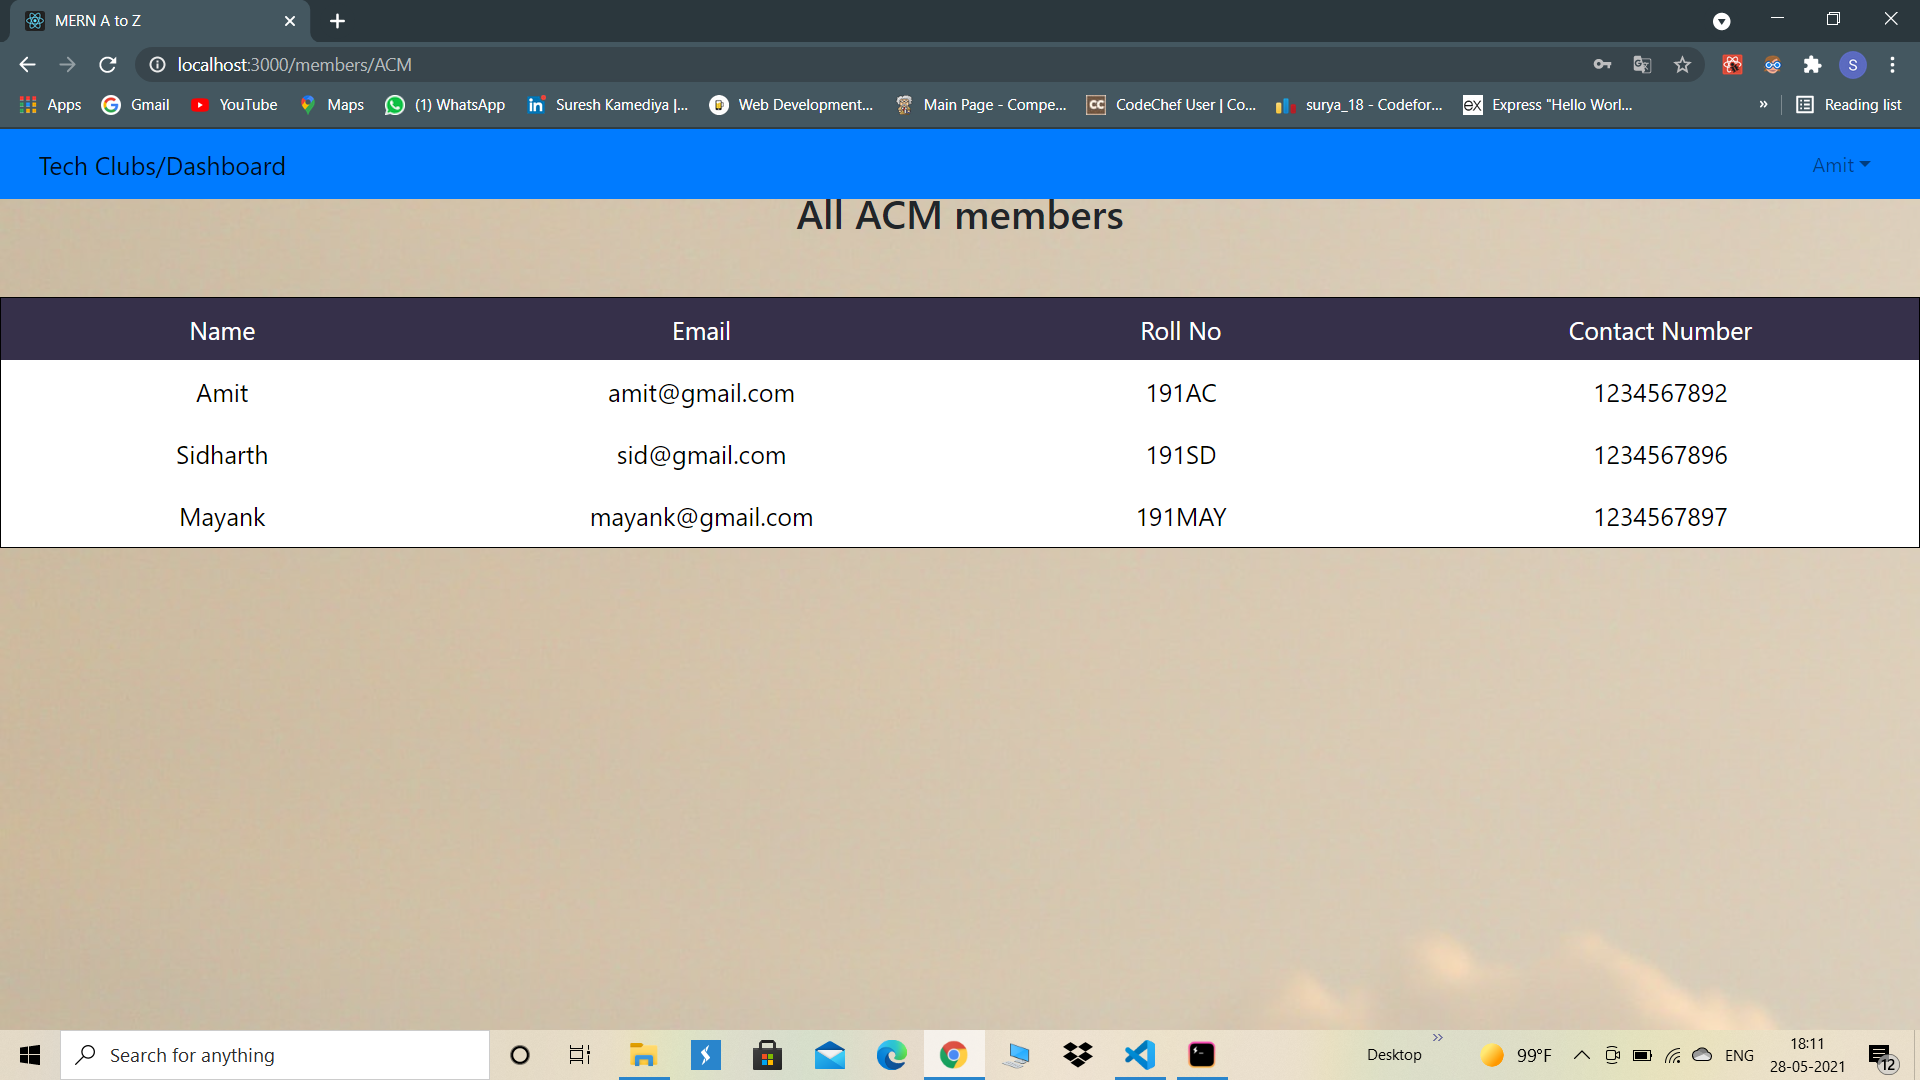 MERN A to Z
localhost:3000/members/ACM
S
Apps Gmail YouTube Maps (1) WhatsApp Suresh Kamediya |... Web Development... Main Page - Compe... CC CodeChef User | Co... surya_18 - Codefor... ex Express "Hello Worl... » Reading list
Tech Clubs/Dashboard Amit
All ACM members
Name Email Roll No Contact Number
Amit amit@gmail.com 191AC 1234567892
Sidharth sid@gmail.com 191SD 1234567896
Mayank mayank@gmail.com 191MAY 1234567897
Search for anything
Desktop » 99°F ENG
18:11
28-05-2021
12